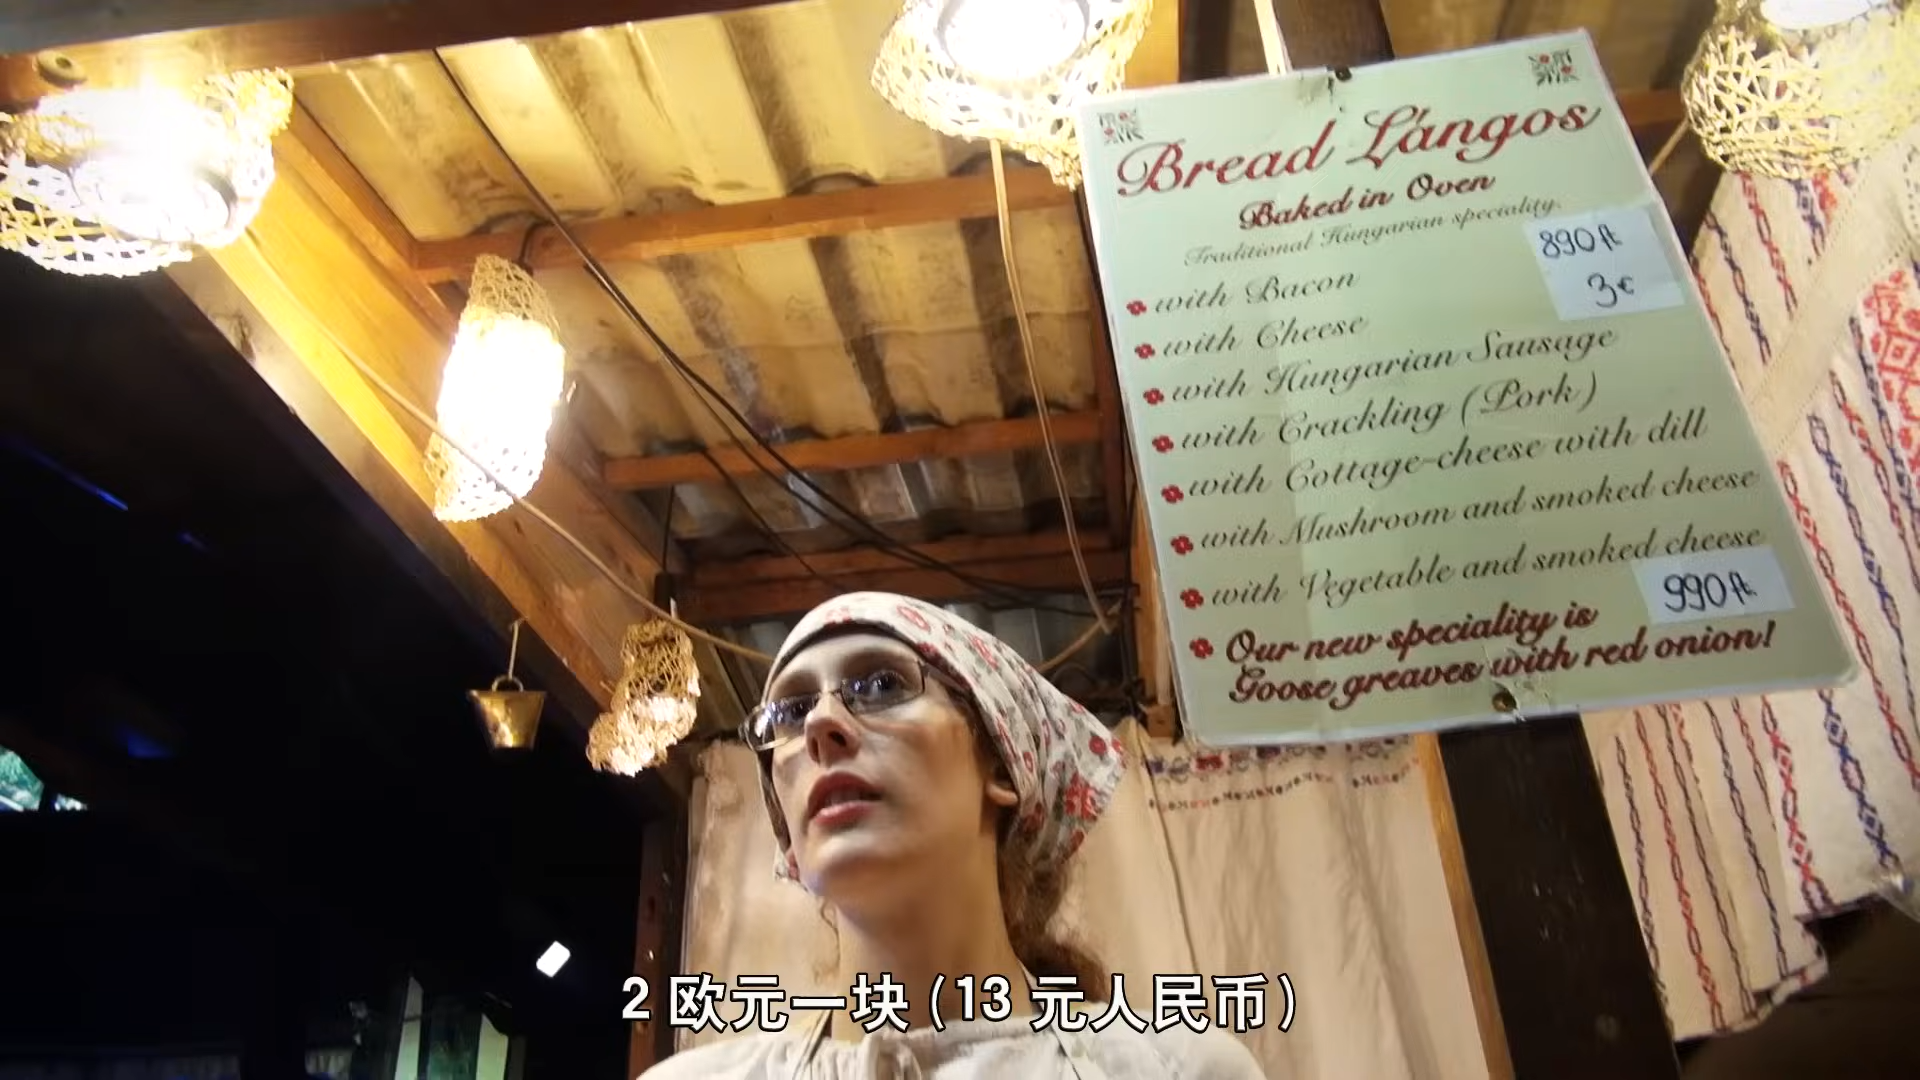 Bread Lángos
Baked in Oven
Traditional Hungarian speciality.
890 ft
3€
with Bacon
with Cheese
with Hungarian Sausage
with Crackling (Pork)
with Cottage-cheese with dill
with Mushroom and smoked cheese
with Vegetable and smoked cheese
990 ft.
Our new speciality is
Goose greaves with red onion!
2 欧元一块(13 元人民币)